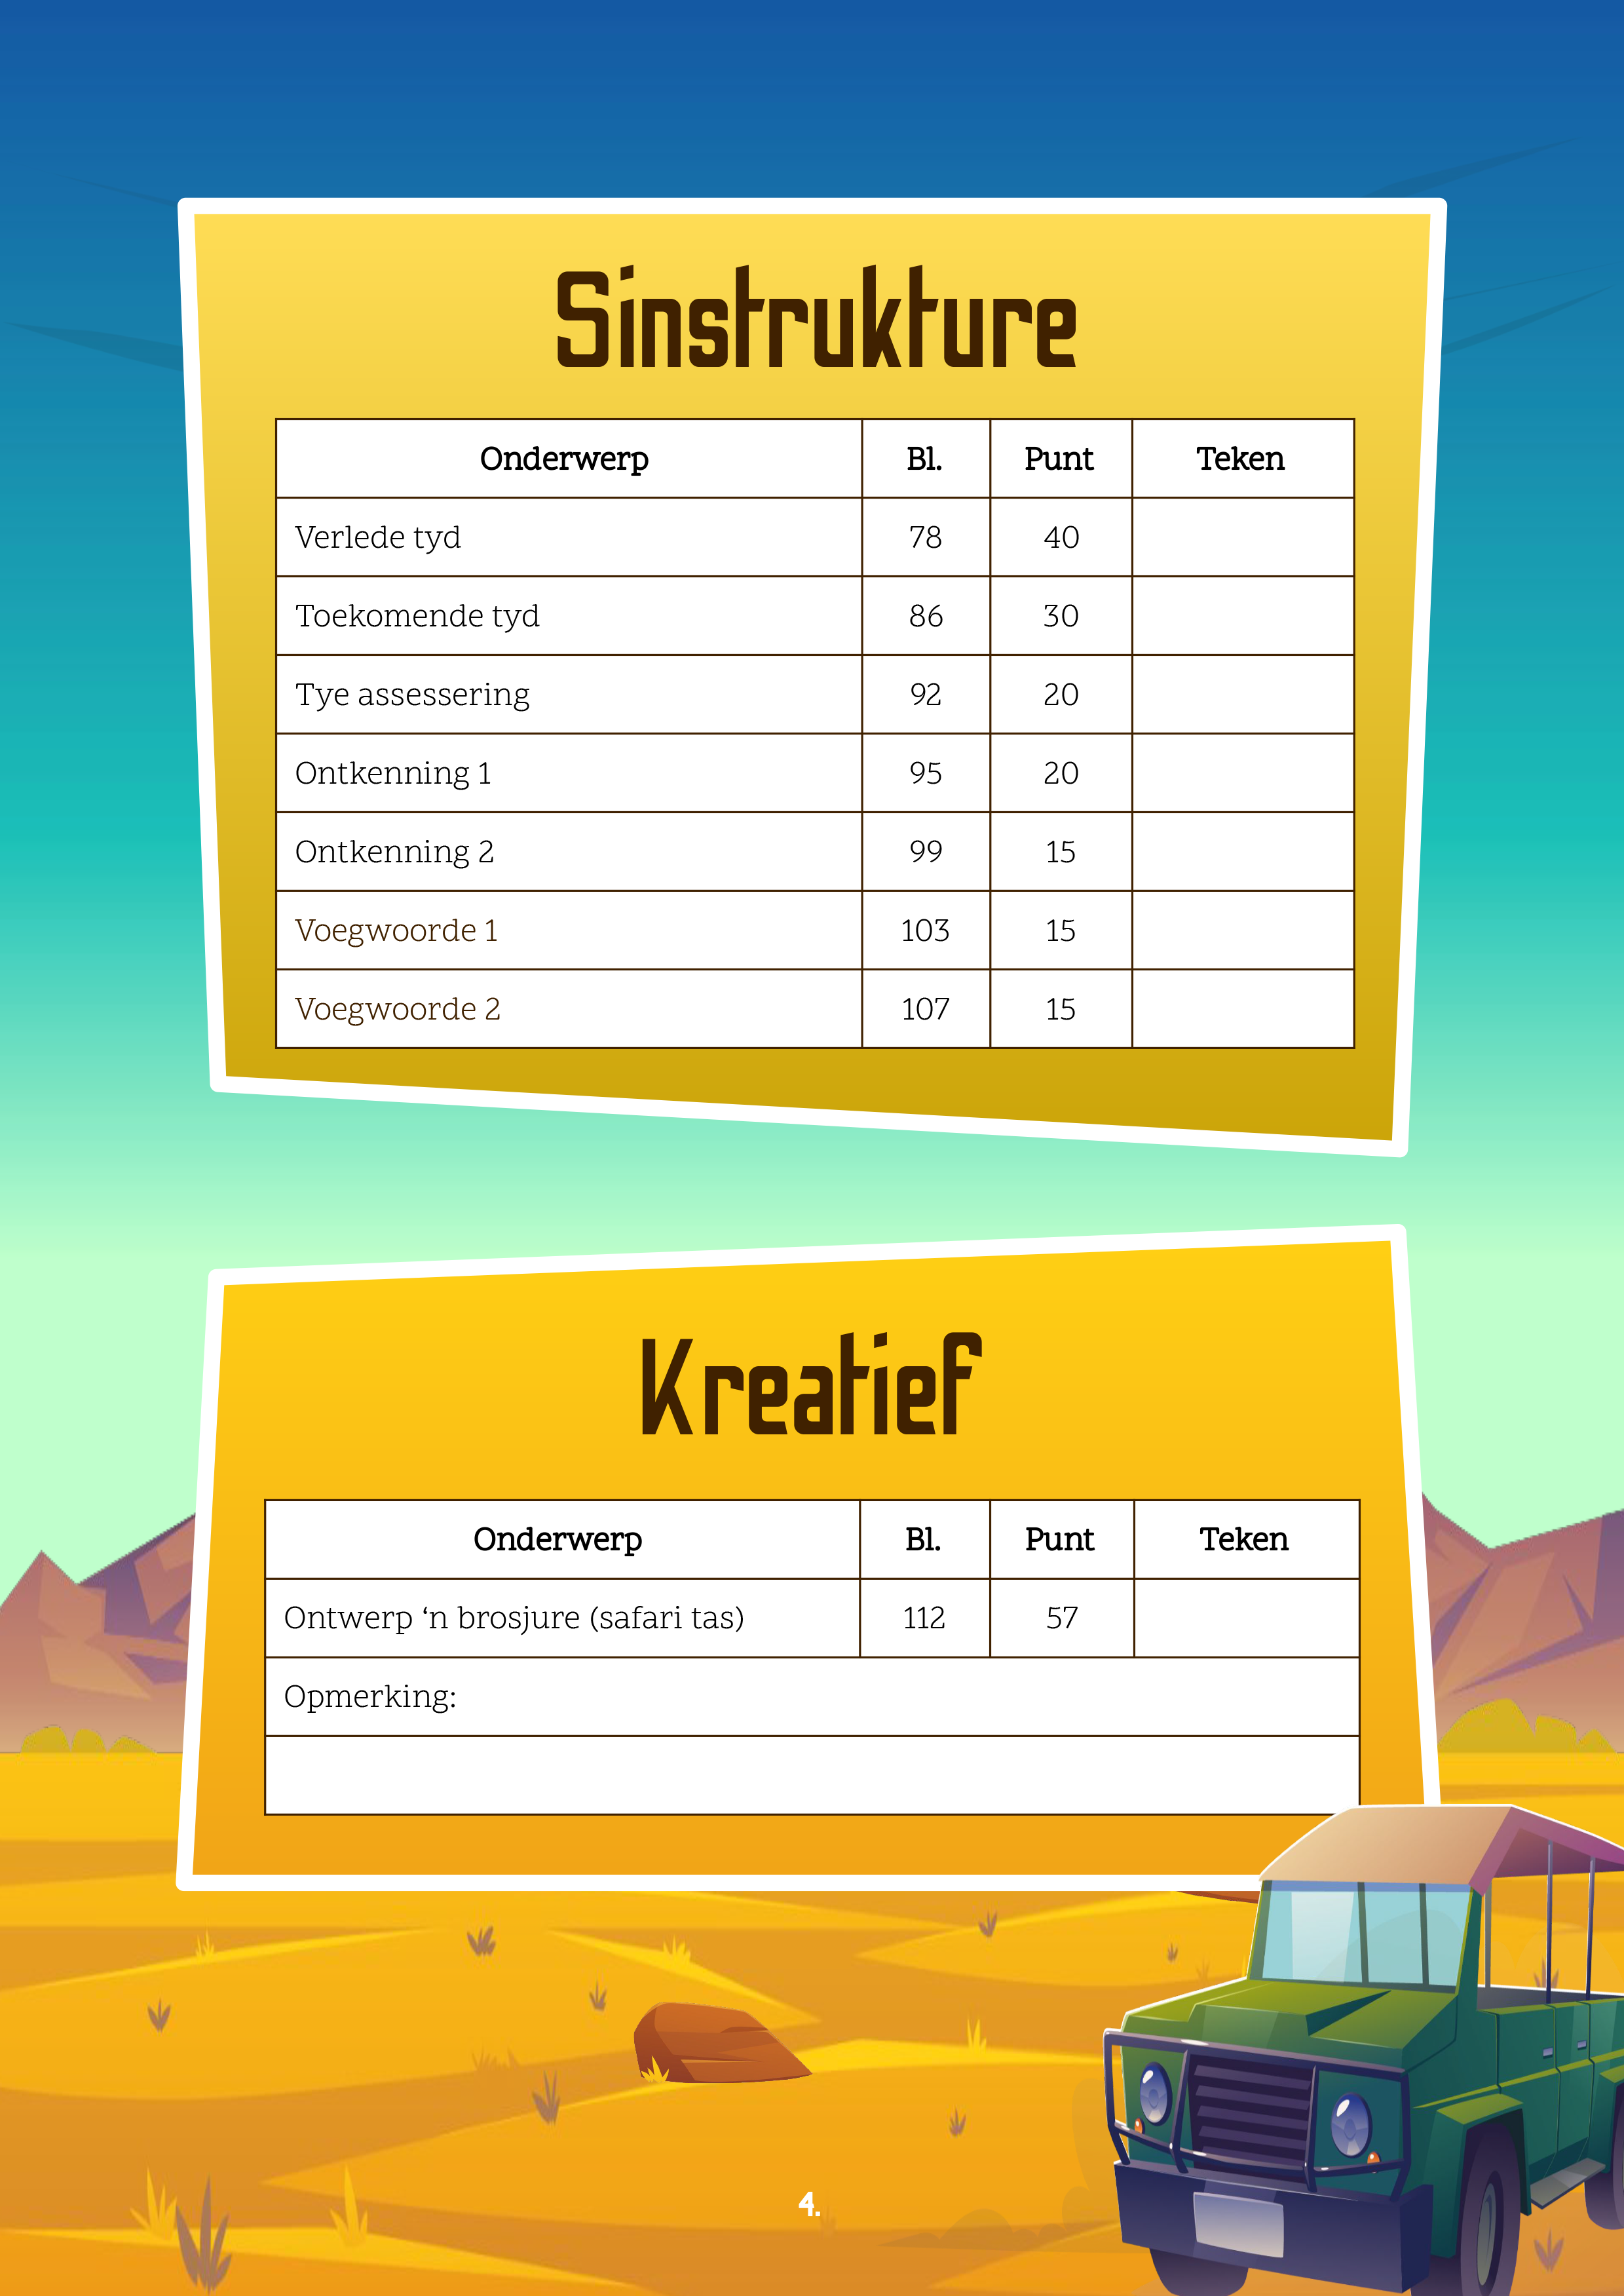 Sinstrukture
Onderwerp Bl. Punt Teken
Verlede tyd 78 40
Toekomende tyd 86 30
Tye assessering 92 20
Ontkenning 1 95 20
Ontkenning 2 99 15
Voegwoorde 1 103 15
Voegwoorde 2 107 15
Kreatief
Onderwerp Bl. Punt Teken
Ontwerp ‘n brosjure (safari tas) 112 57
Opmerking:
4.